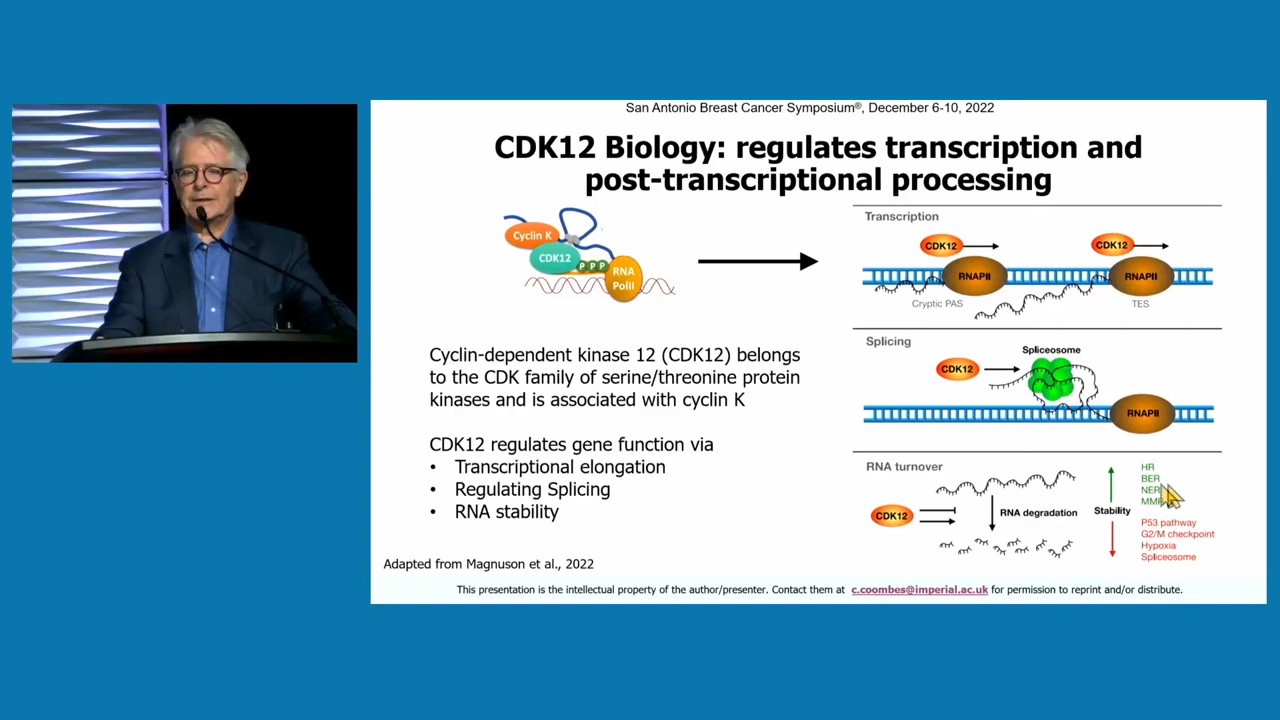 San Antonio Breast Cancer Symposium®, December 6-10, 2022
CDK12 Biology: regulates transcription and
post-transcriptional processing
Cyclin K
CDK12
P P P
RNA
PolII
Cyclin-dependent kinase 12 (CDK12) belongs
to the CDK family of serine/threonine protein
kinases and is associated with cyclin K
CDK12 regulates gene function via
• Transcriptional elongation
• Regulating Splicing
• RNA stability
Adapted from Magnuson et al., 2022
Transcription
CDK12
CDK12
RNAPII
RNAPII
Cryptic PAS
TES
Splicing
Spliceosome
CDK12
RNAPII
RNA turnover
CDK12
RNA degradation
Stability
HR
BER
NER
P53 pathway
G2/M checkpoint
Hypoxia
Spliceosome
This presentation is the intellectual property of the author/presenter. Contact them at c.coombes@imperial.ac.uk for permission to reprint and/or distribute.